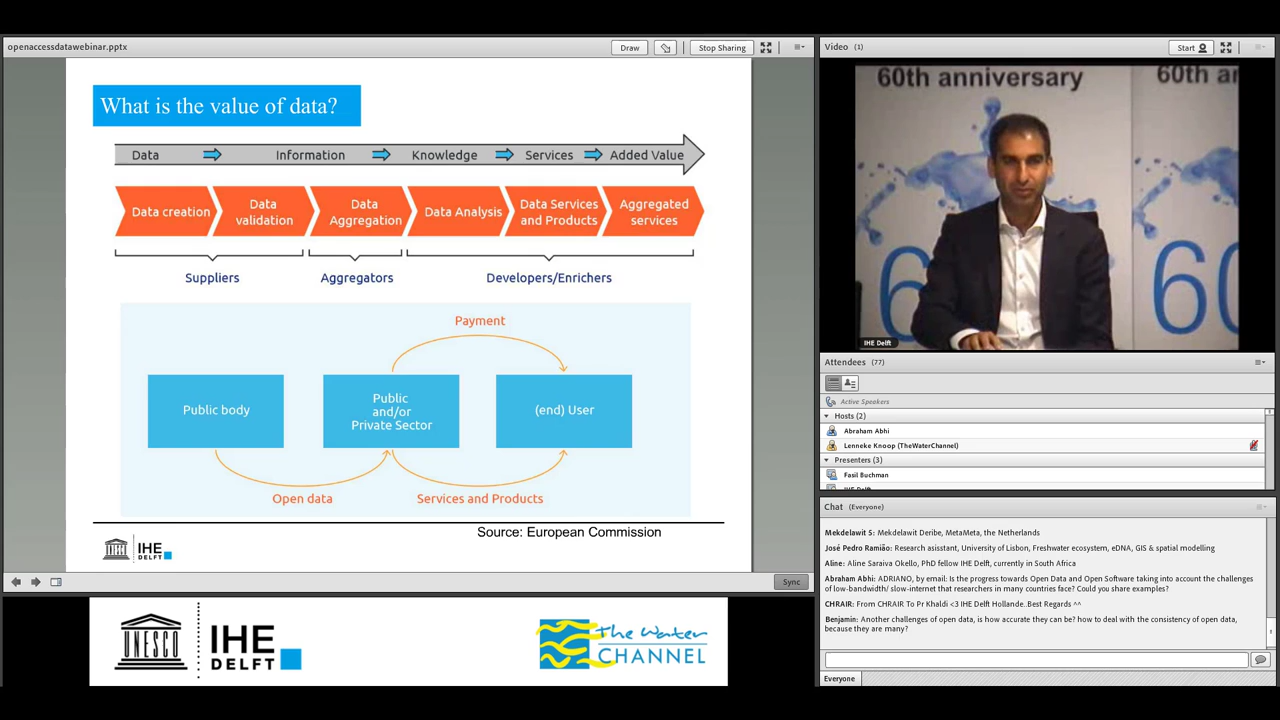 openaccessdatawebinar.pptx
Draw
Stop Sharing
What is the value of data?
Data
Information
Knowledge
Services
Added Value
Data creation
Data
validation
Data
Aggregation
Data Analysis
Data Services
and Products
Aggregated
services
Suppliers
Aggregators
Developers/Enrichers
Payment
Public body
Public
and/or
Private Sector
(end) User
Open data
Services and Products
Source: European Commission
IHE
DELFT
Sync
UNESCO
IHE
DELFT
The Water
CHANNEL
Video (1)
Start
60th anniversary
60th an
6
60
IHE Delft
Attendees (77)
Active Speakers
Hosts (2)
Abraham Abhi
Lenneke Knoop (TheWaterChannel)
Presenters (3)
Fasil Buchman
IHE Delft
Chat (Everyone)
Mekdelawit S: Mekdelawit Deribe, MetaMeta, the Netherlands
José Pedro Ramião: Research asistant, University of Lisbon, Freshwater ecosystem, eDNA, GIS & spatial modelling
Aline: Aline Saraiva Okello, PhD fellow IHE Delft, currently in South Africa
Abraham Abhi: ADRIANO, by email: Is the progress towards Open Data and Open Software taking into account the challenges
of low-bandwidth/ slow-internet that researchers in many countries face? Could you share examples?
CHRAIR: From CHRAIR To Pr Khaldi <3 IHE Delft Hollande..Best Regards ^^
Benjamin: Another challenges of open data, is how accurate they can be? how to deal with the consistency of open data,
because they are many?
Everyone